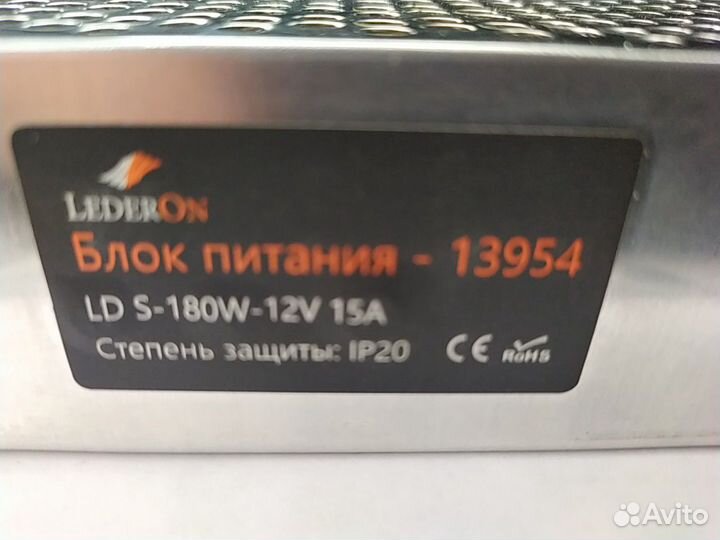 LEDERON
Блок питания - 13954
LD S-180W-12V 15A
Степень защиты: IP20 CE RoHS
Avito